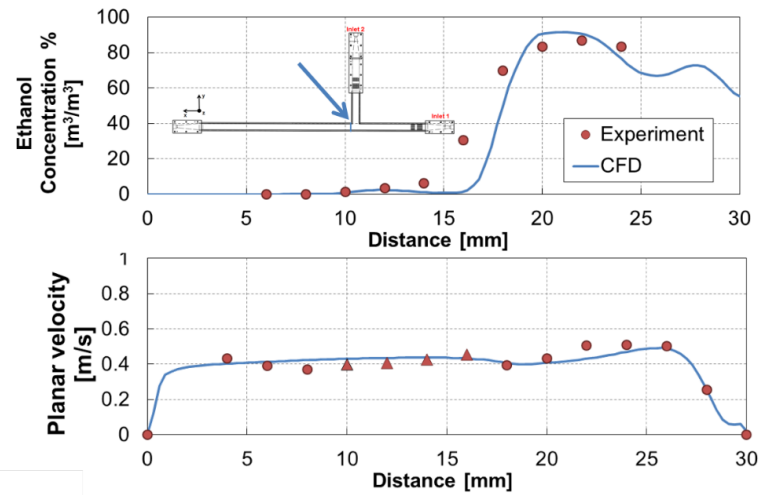 100
80
60
40
20
0
Ethanol
Concentration %
[m³/m³]
Inlet 2
Inlet 1
y
x
Experiment
CFD
0 5 10 15 20 25 30
Distance [mm]
1
0.8
0.6
0.4
0.2
0
Planar velocity
[m/s]
0 5 10 15 20 25 30
Distance [mm]